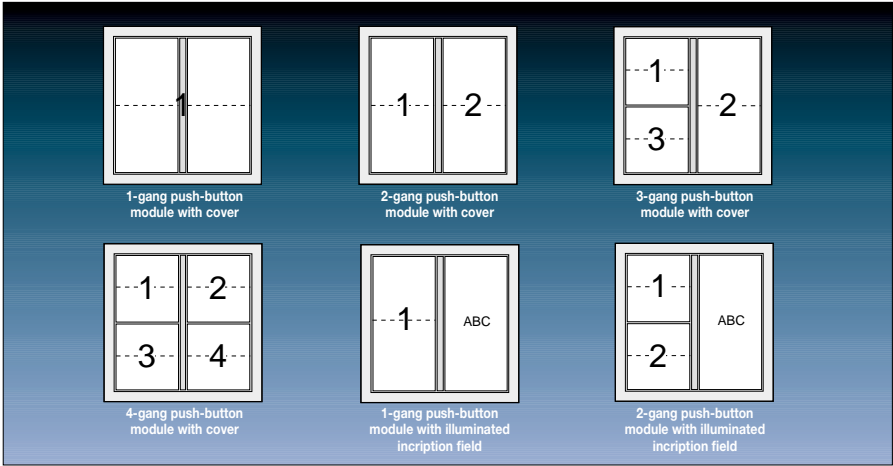 1
1-gang push-button
module with cover
1 2
2-gang push-button
module with cover
1
2
3
3-gang push-button
module with cover
1 2
3 4
4-gang push-button
module with cover
1 ABC
1-gang push-button
module with illuminated
incription field
1
ABC
2
2-gang push-button
module with illuminated
incription field